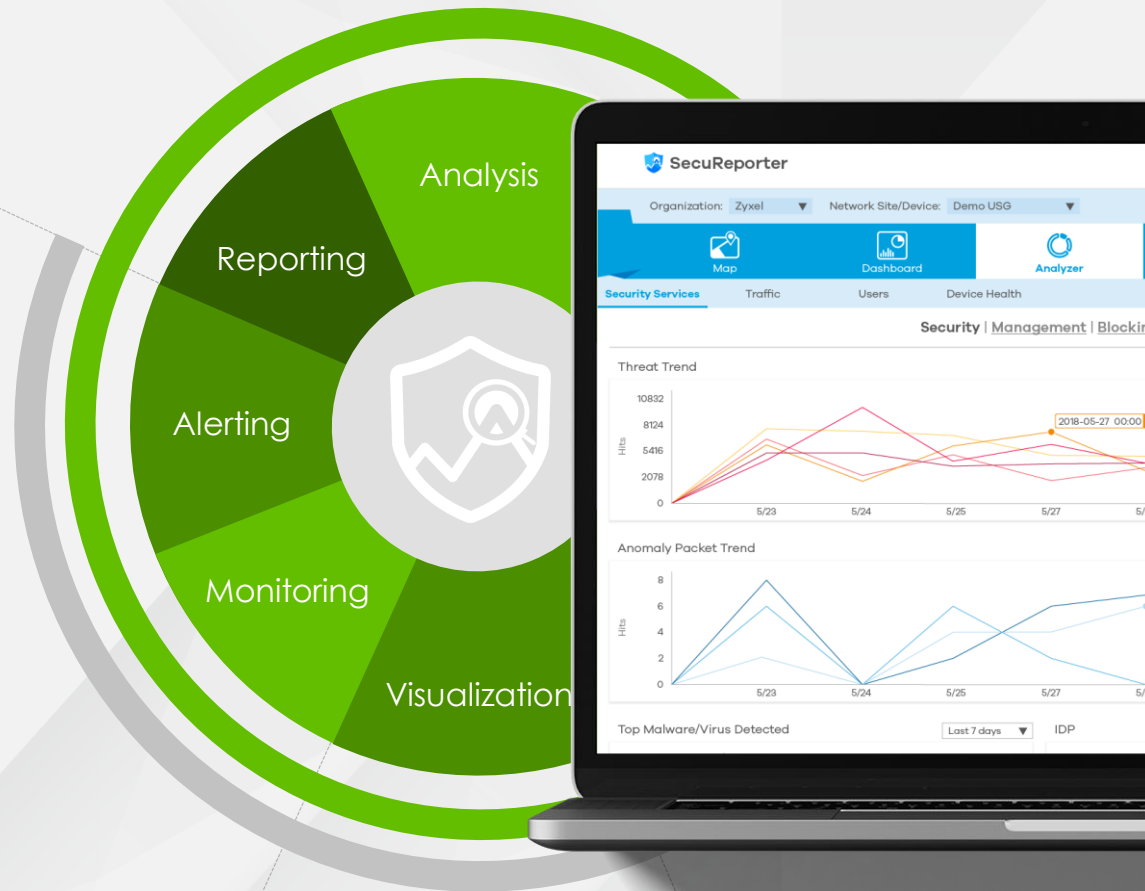 Analysis
Reporting
Alerting
Monitoring
Visualization
SecuReporter
Organization: Zyxel ▼ Network Site/Device: Demo USG ▼
Map Dashboard Analyzer
Security Services Traffic Users Device Health
Security | Management |
Threat Trend
10832
8124
5416
2078
0
Hits
2018-05-27 00:00
5/23 5/24 5/25 5/27
Anomaly Packet Trend
8
6
4
2
0
Hits
5/23 5/24 5/25 5/27
Top Malware/Virus Detected Last 7 days ▼ IDP